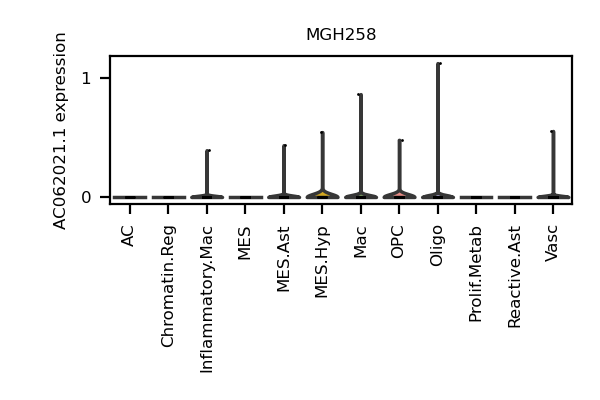 MGH258
AC062021.1 expression
1
0
AC
Chromatin.Reg
Inflammatory.Mac
MES
MES.Ast
MES.Hyp
Mac
OPC
Oligo
Prolif.Metab
Reactive.Ast
Vasc